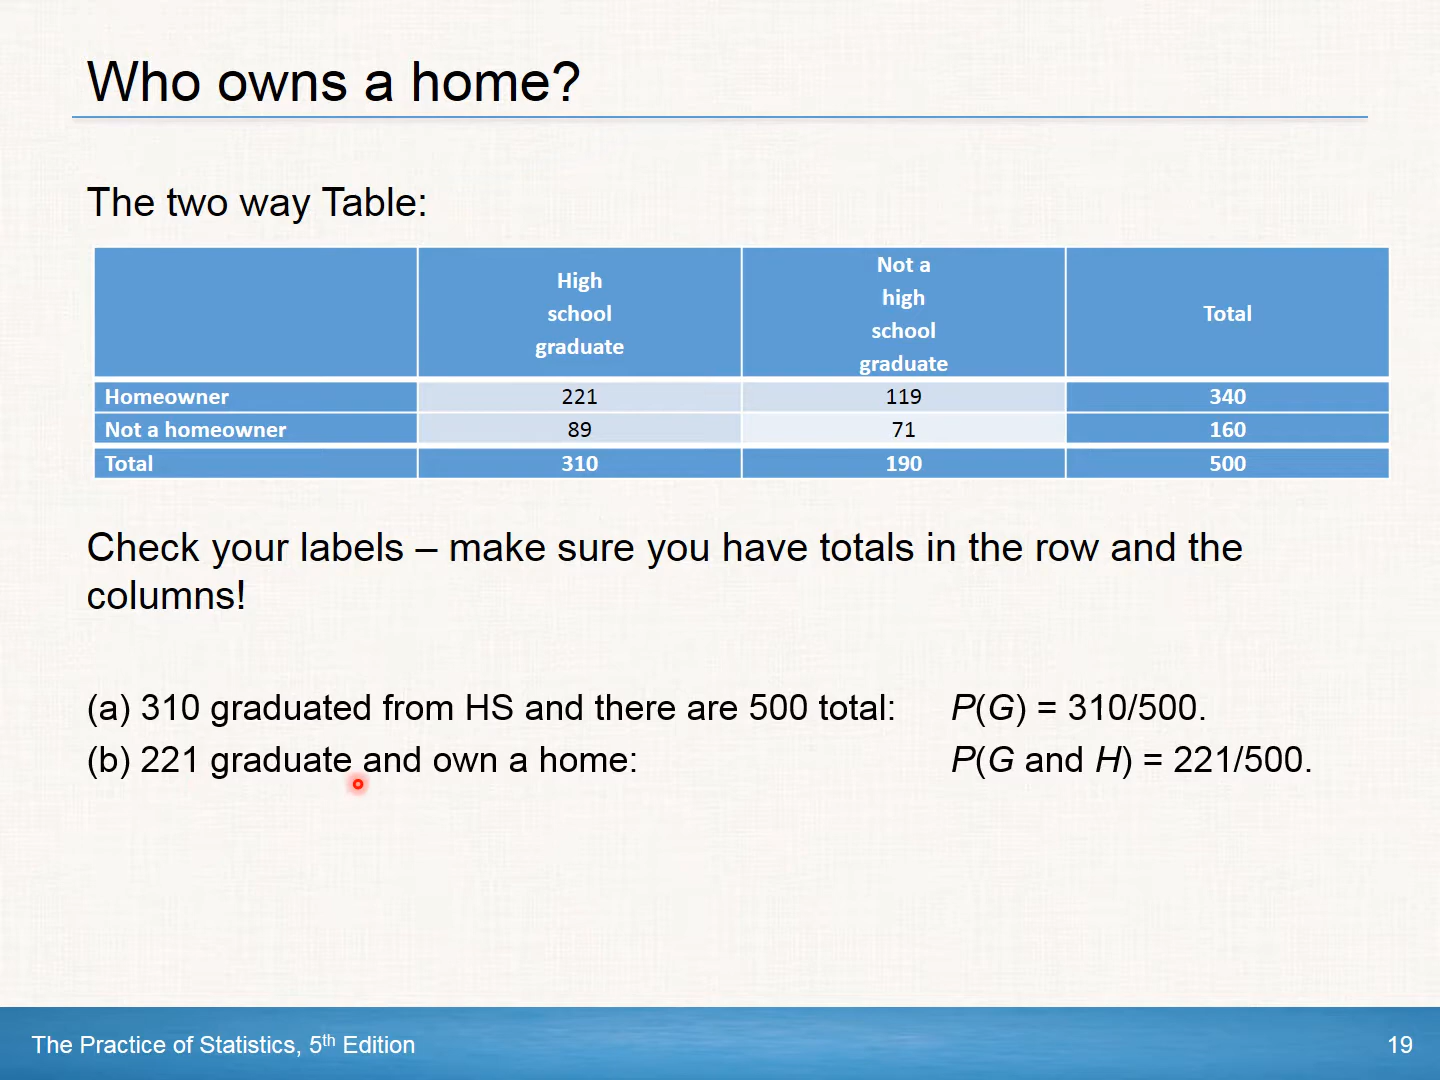 Who owns a home?
The two way Table:
High
school
graduate
Not a
high
school
graduate
Total
Homeowner 221 119 340
Not a homeowner 89 71 160
Total 310 190 500
Check your labels – make sure you have totals in the row and the
columns!
(a) 310 graduated from HS and there are 500 total: P(G) = 310/500.
(b) 221 graduate and own a home: P(G and H) = 221/500.
The Practice of Statistics, 5th Edition 19